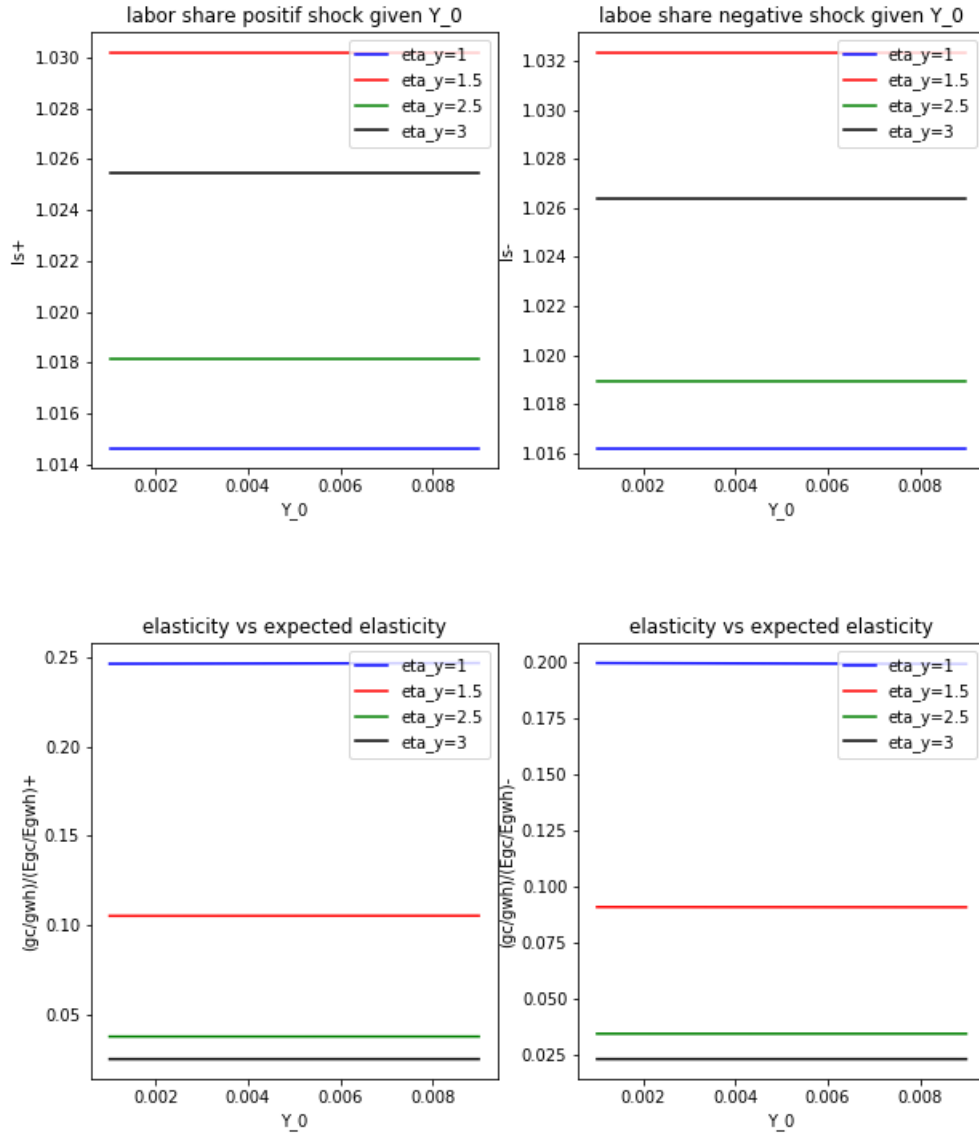 labor share positif shock given Y_0
1.030
1.028
1.026
1.024
1.022
1.020
1.018
1.016
1.014
ls+
0.002 0.004 0.006 0.008
Y_0
eta_y=1
eta_y=1.5
eta_y=2.5
eta_y=3
laboe share negative shock given Y_0
1.032
1.030
1.028
1.026
1.024
1.022
1.020
1.018
1.016
ls-
0.002 0.004 0.006 0.008
Y_0
eta_y=1
eta_y=1.5
eta_y=2.5
eta_y=3
elasticity vs expected elasticity
0.25
0.20
0.15
0.10
0.05
(gc/gwh)/(Egc/Egwh)+
0.002 0.004 0.006 0.008
Y_0
eta_y=1
eta_y=1.5
eta_y=2.5
eta_y=3
elasticity vs expected elasticity
0.200
0.175
0.150
0.125
0.100
0.075
0.050
0.025
(gc/gwh)/(Egc/Egwh)-
0.002 0.004 0.006 0.008
Y_0
eta_y=1
eta_y=1.5
eta_y=2.5
eta_y=3